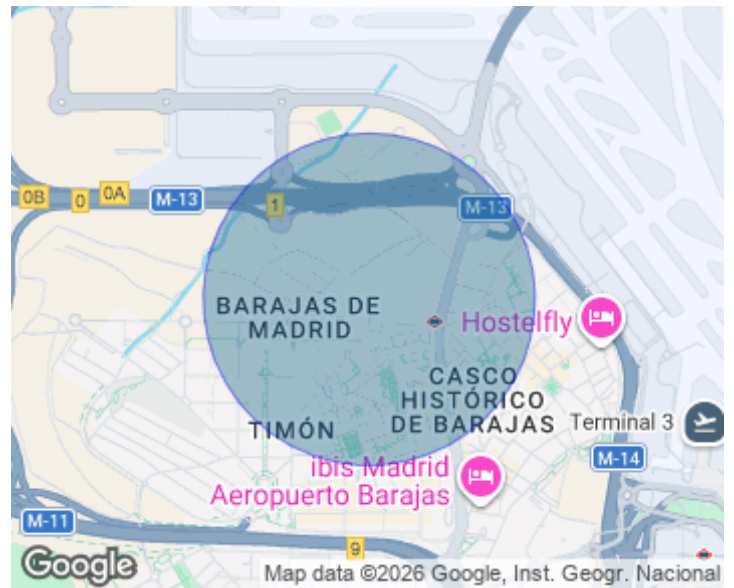 0B
0
0A
M-13
1
M-13
BARAJAS DE
MADRID
Hostelfly
CASCO
HISTÓRICO
DE BARAJAS
TIMÓN
Terminal 3
Ibis Madrid
Aeropuerto Barajas
M-14
M-11
9
Google
Map data ©2026 Google, Inst. Geogr. Nacional